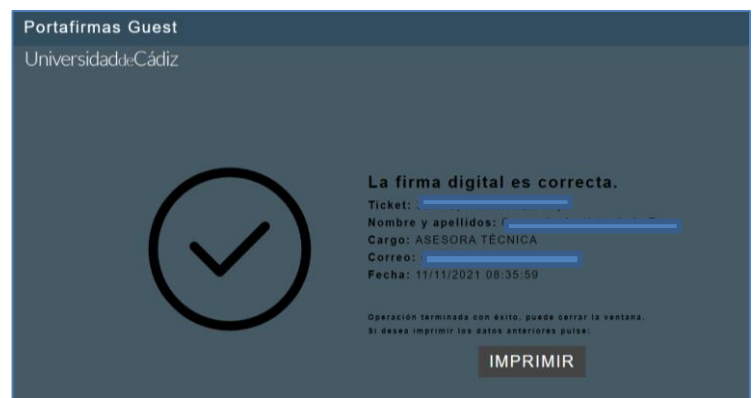 Portafirmas Guest
UniversidaddeCádiz
La firma digital es correcta.
Ticket:
Nombre y apellidos:
Cargo: ASESORA TÉCNICA
Correo:
Fecha: 11/11/2021 08:35:59
Operación terminada con éxito, puede cerrar la ventana.
Si desea imprimir los datos anteriores pulse:
IMPRIMIR